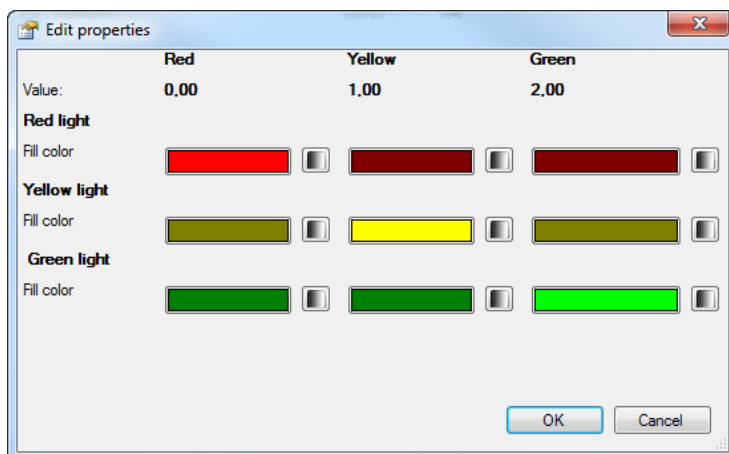 Edit properties
Red Yellow Green
Value: 0,00 1,00 2,00
Red light
Fill color
Yellow light
Fill color
Green light
Fill color
OK Cancel